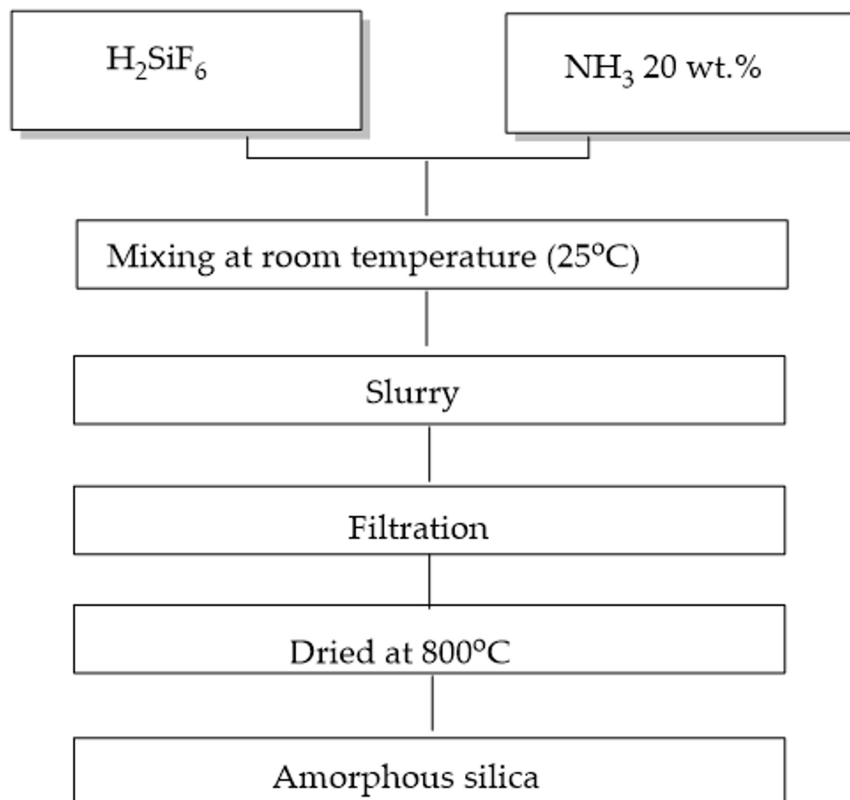 H₂SiF₆
NH₃ 20 wt.%
Mixing at room temperature (25ºC)
Slurry
Filtration
Dried at 800ºC
Amorphous silica